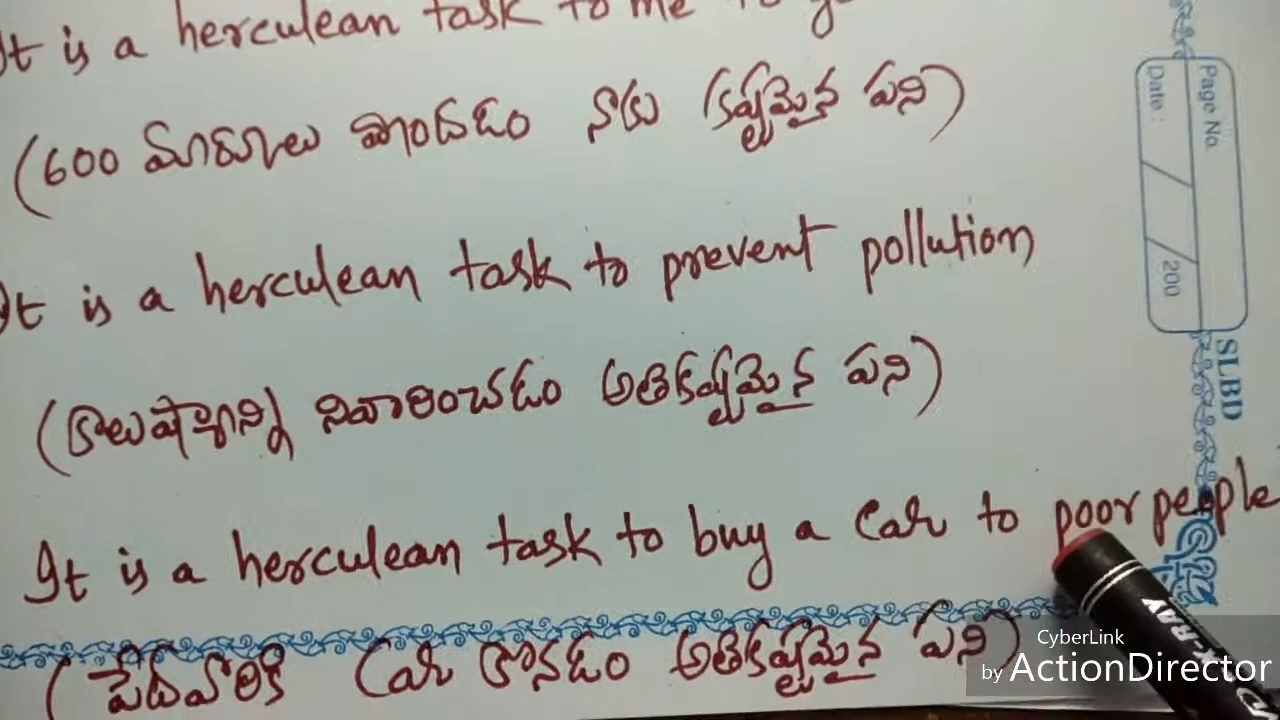 It is a herculean task to me to
(600 మార్కులు పొందడం నాకు కష్టమైన పని)
It is a herculean task to prevent pollution
(కాలుష్యాన్ని నివారించడం అతికష్టమైన పని)
It is a herculean task to buy a car to poor people
(పేదవారికి Car కొనడం అతికష్టమైన పని)
Page No.
Date :
/ / 200
SLBD
X-RAY
CyberLink
by ActionDirector